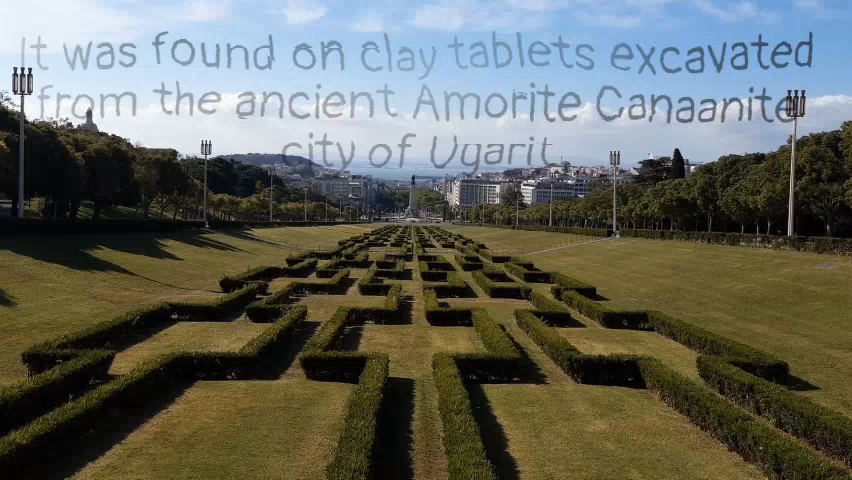 It was found on clay tablets excavated
from the ancient Amorite Canaanite
city of Ugarit